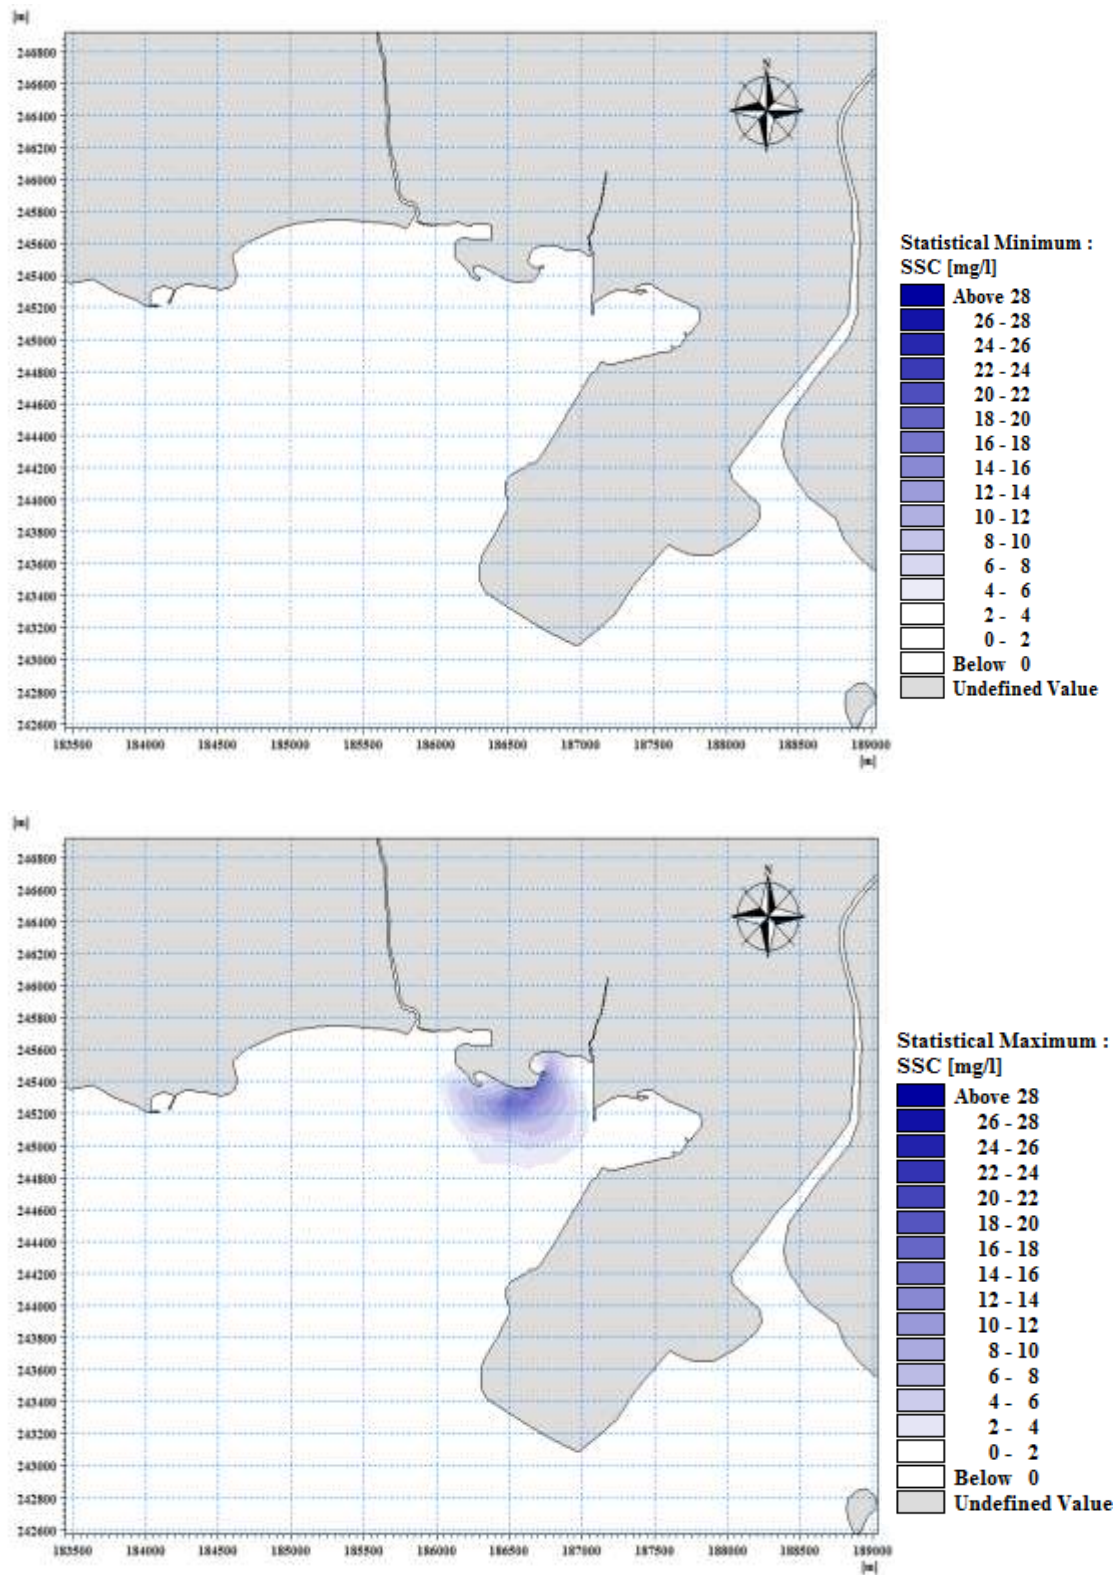 [m]
246800
246600
246400
246200
246000
245800
245600
245400
245200
245000
244800
244600
244400
244200
244000
243800
243600
243400
243200
243000
242800
242600
183500 184000 184500 185000 185500 186000 186500 187000 187500 188000 188500 189000
[m]
N
Statistical Minimum :
SSC [mg/l]
Above 28
26 - 28
24 - 26
22 - 24
20 - 22
18 - 20
16 - 18
14 - 16
12 - 14
10 - 12
8 - 10
6 - 8
4 - 6
2 - 4
0 - 2
Below 0
Undefined Value
[m]
246800
246600
246400
246200
246000
245800
245600
245400
245200
245000
244800
244600
244400
244200
244000
243800
243600
243400
243200
243000
242800
242600
183500 184000 184500 185000 185500 186000 186500 187000 187500 188000 188500 189000
[m]
N
Statistical Maximum :
SSC [mg/l]
Above 28
26 - 28
24 - 26
22 - 24
20 - 22
18 - 20
16 - 18
14 - 16
12 - 14
10 - 12
8 - 10
6 - 8
4 - 6
2 - 4
0 - 2
Below 0
Undefined Value